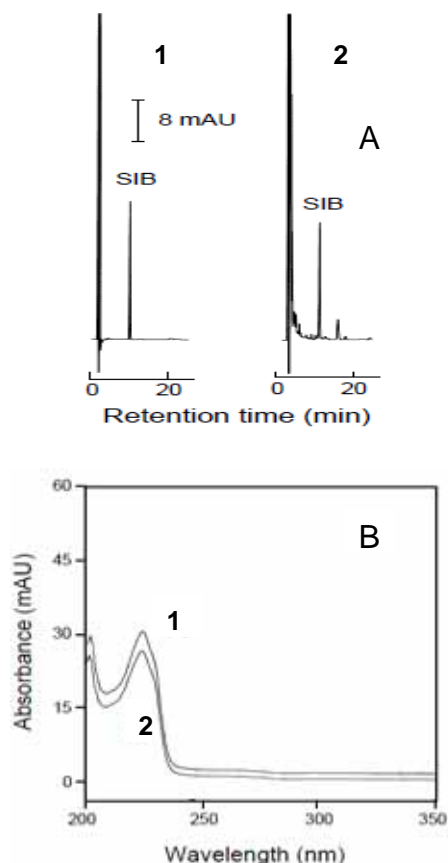 1 2
8 mAU
A
SIB SIB
0 20 0 20
Retention time (min)
60
B
45
Absorbance (mAU)
30
1
15
2
0
200 250 300 350
Wavelength (nm)